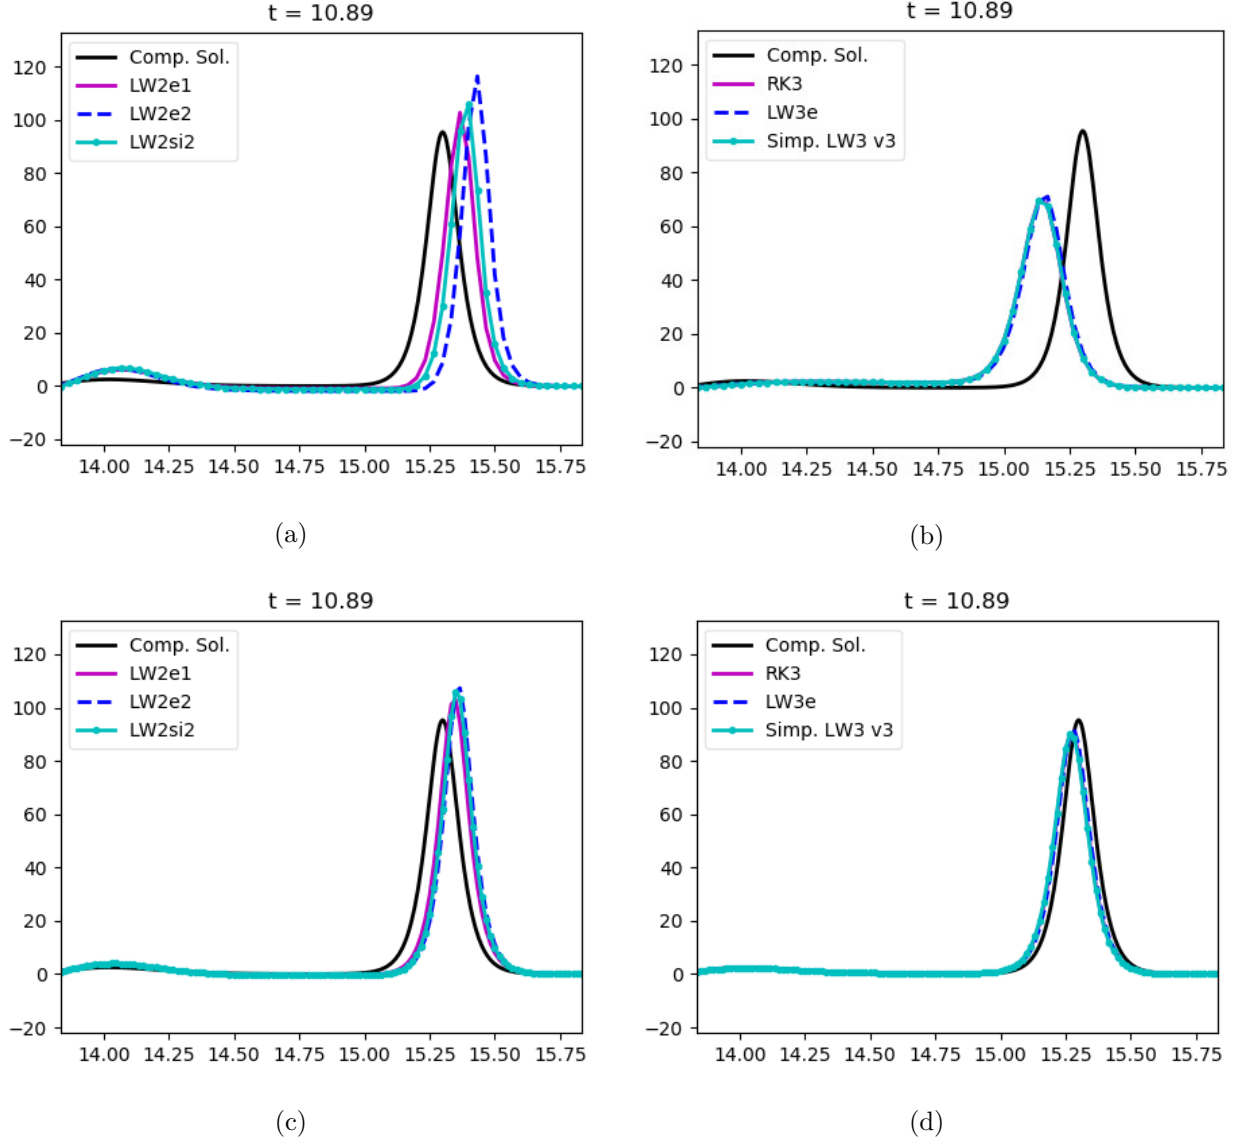 t = 10.89
Comp. Sol.
LW2e1
LW2e2
LW2si2
120
100
80
60
40
20
0
−20
14.00 14.25 14.50 14.75 15.00 15.25 15.50 15.75
(a)
t = 10.89
Comp. Sol.
RK3
LW3e
Simp. LW3 v3
120
100
80
60
40
20
0
−20
14.00 14.25 14.50 14.75 15.00 15.25 15.50 15.75
(b)
t = 10.89
Comp. Sol.
LW2e1
LW2e2
LW2si2
120
100
80
60
40
20
0
−20
14.00 14.25 14.50 14.75 15.00 15.25 15.50 15.75
(c)
t = 10.89
Comp. Sol.
RK3
LW3e
Simp. LW3 v3
120
100
80
60
40
20
0
−20
14.00 14.25 14.50 14.75 15.00 15.25 15.50 15.75
(d)